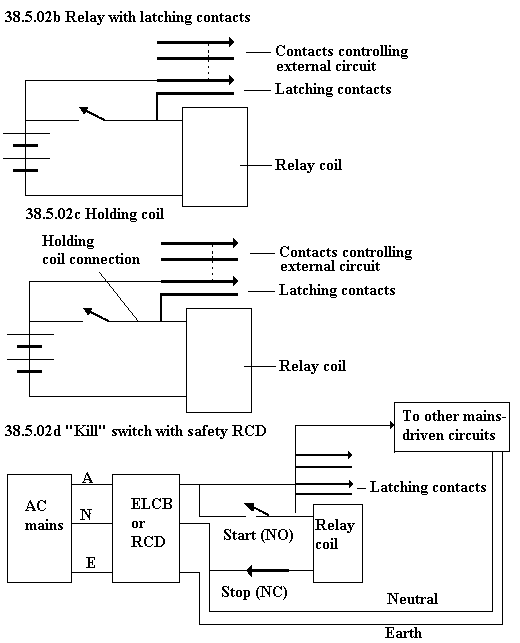 38.5.02b Relay with latching contacts
Contacts controlling
external circuit
Latching contacts
Relay coil
38.5.02c Holding coil
Holding
coil connection
Contacts controlling
external circuit
Latching contacts
Relay coil
38.5.02d "Kill" switch with safety RCD
To other mains-
driven circuits
A
Latching contacts
AC
mains
ELCB
or
RCD
N
Start (NO)
Relay
coil
E
Stop (NC)
Neutral
Earth